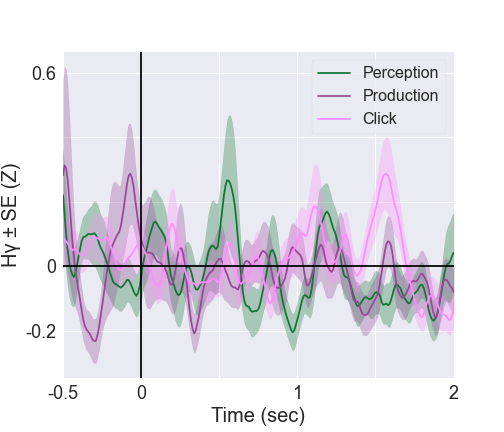 Perception
Production
Click
0.6
0
-0.2
Hγ ± SE (Z)
-0.5 0 1 2
Time (sec)